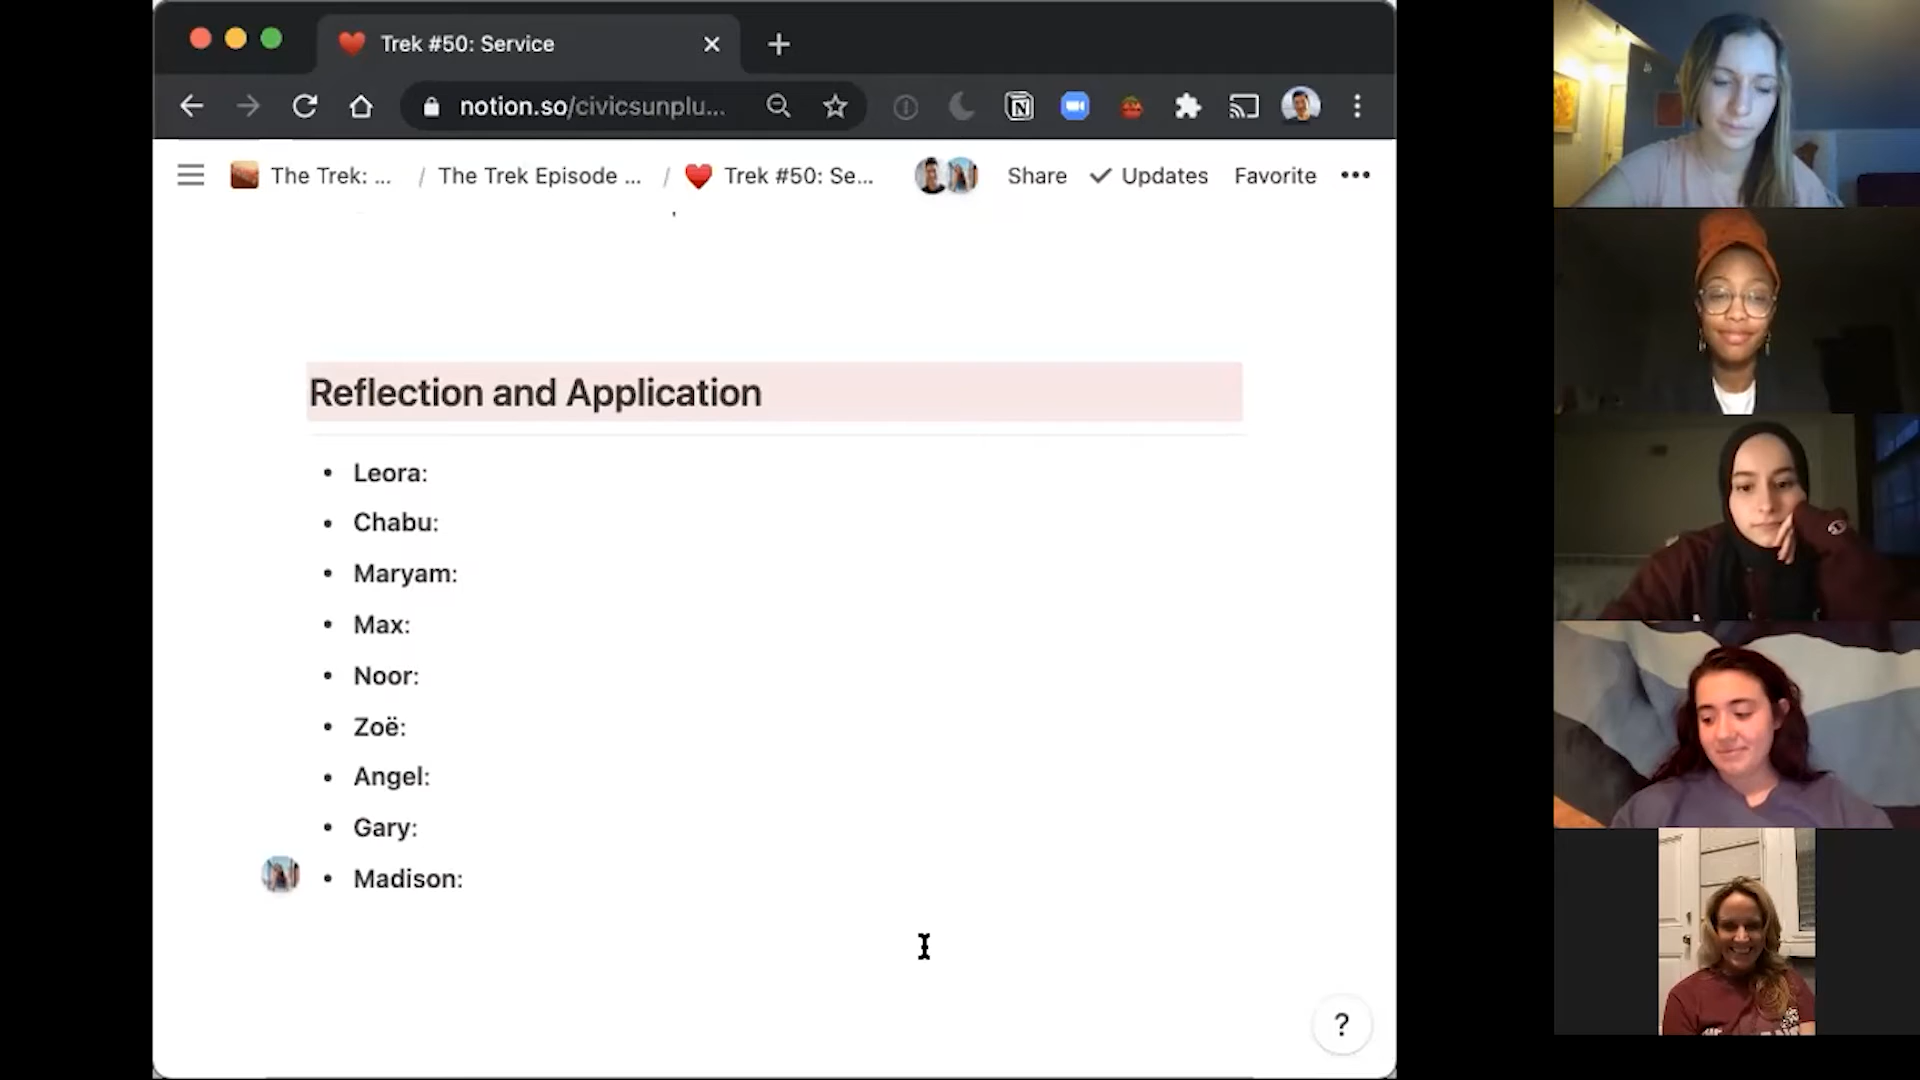 Trek #50: Service
notion.so/civicsunplu...
The Trek: ... / The Trek Episode ... / Trek #50: Se... Share Updates Favorite
Reflection and Application
• Leora:
• Chabu:
• Maryam:
• Max:
• Noor:
• Zoë:
• Angel:
• Gary:
• Madison:
?